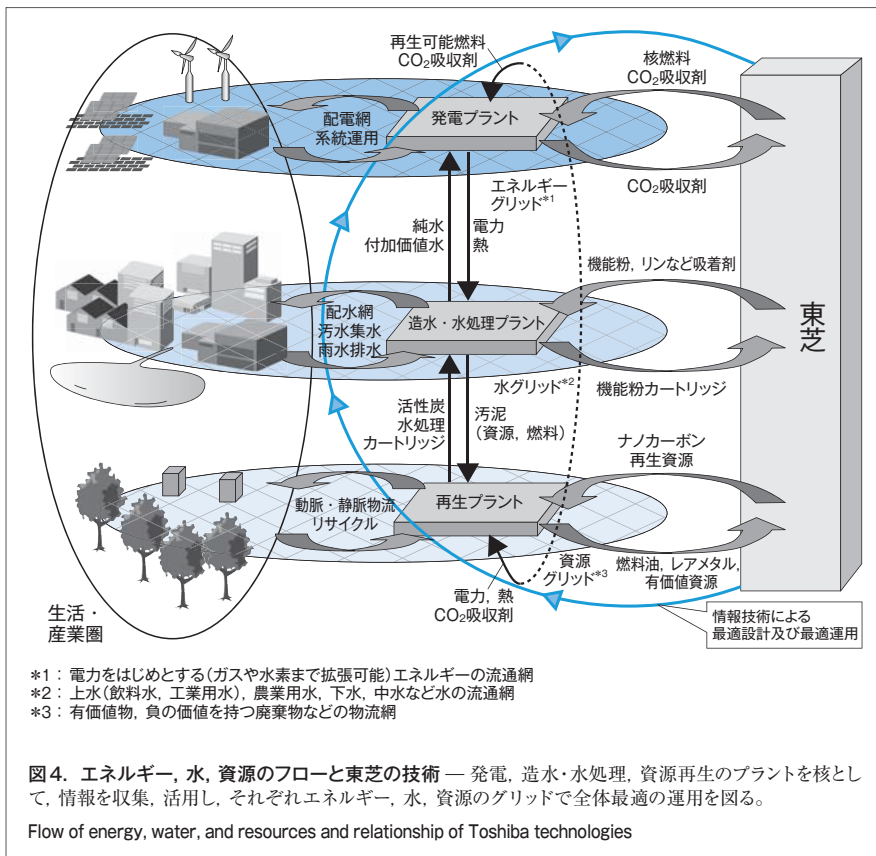 再生可能燃料
CO₂吸収剤
核燃料
CO₂吸収剤
配電網
系統運用
発電プラント
CO₂吸収剤
エネルギー
グリッド*1
純水
付加価値水
電力
熱
機能粉, リンなど吸着剤
配水網
汚水集水
雨水排水
造水・水処理プラント
東芝
水グリッド*2
機能粉カートリッジ
活性炭
水処理
カートリッジ
汚泥
(資源, 燃料)
ナノカーボン
再生資源
動脈・静脈物流
リサイクル
再生プラント
資源
グリッド*3
燃料油, レアメタル,
有価値資源
電力, 熱
CO₂吸収剤
生活・
産業圏
情報技術による
最適設計及び最適運用
*1:電力をはじめとする(ガスや水素まで拡張可能)エネルギーの流通網
*2:上水(飲料水, 工業用水), 農業用水, 下水, 中水など水の流通網
*3:有価値物, 負の価値を持つ廃棄物などの物流網
図4. エネルギー, 水, 資源のフローと東芝の技術 — 発電, 造水・水処理, 資源再生のプラントを核とし
て, 情報を収集, 活用し, それぞれエネルギー, 水, 資源のグリッドで全体最適の運用を図る。
Flow of energy, water, and resources and relationship of Toshiba technologies